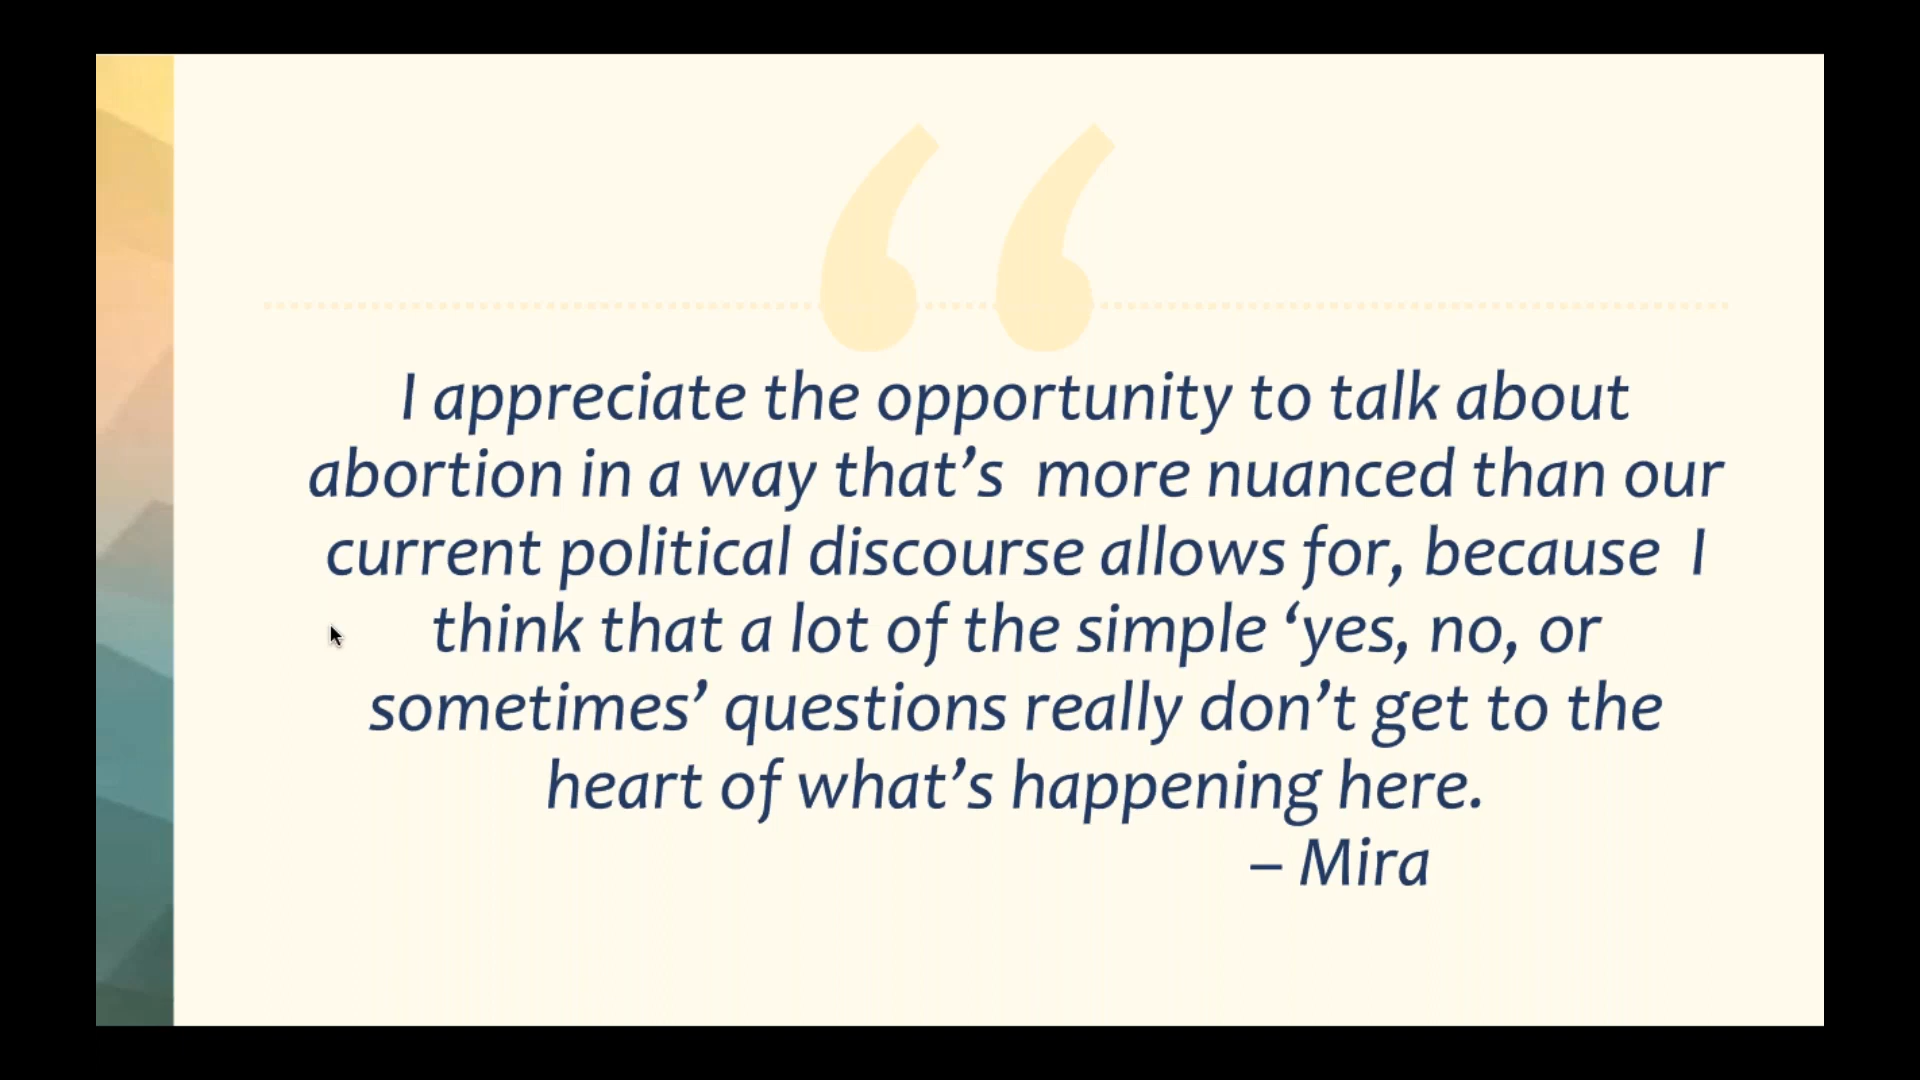 “
I appreciate the opportunity to talk about
abortion in a way that’s  more nuanced than our
current political discourse allows for, because  I
think that a lot of the simple ‘yes, no, or
sometimes’ questions really don’t get to the
heart of what’s happening here.
– Mira